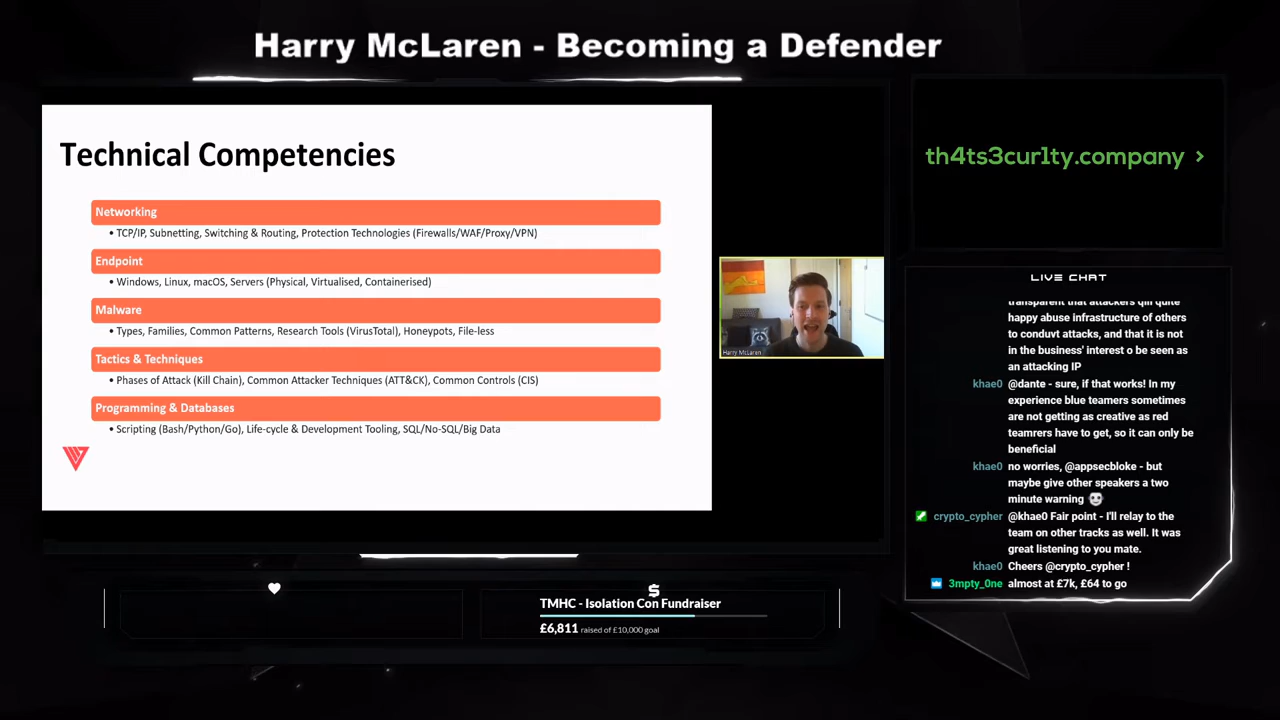 Harry McLaren - Becoming a Defender
Technical Competencies
Networking
• TCP/IP, Subnetting, Switching & Routing, Protection Technologies (Firewalls/WAF/Proxy/VPN)
Endpoint
• Windows, Linux, macOS, Servers (Physical, Virtualised, Containerised)
Malware
• Types, Families, Common Patterns, Research Tools (VirusTotal), Honeypots, File-less
Tactics & Techniques
• Phases of Attack (Kill Chain), Common Attacker Techniques (ATT&CK), Common Controls (CIS)
Programming & Databases
• Scripting (Bash/Python/Go), Life-cycle & Development Tooling, SQL/No-SQL/Big Data
Harry McLaren
th4ts3cur1ty.company >
LIVE CHAT
transparent that attackers qill quite
happy abuse infrastructure of others
to conduvt attacks, and that it is not
in the business' interest o be seen as
an attacking IP
khae0 @dante - sure, if that works! In my
experience blue teamers sometimes
are not getting as creative as red
teamrers have to get, so it can only be
beneficial
khae0 no worries, @appsecbloke - but
maybe give other speakers a two
minute warning
crypto_cypher @khae0 Fair point - I'll relay to the
team on other tracks as well. It was
great listening to you mate.
khae0 Cheers @crypto_cypher !
3mpty_0ne almost at £7k, £64 to go
$
TMHC - Isolation Con Fundraiser
£6,811 raised of £10,000 goal